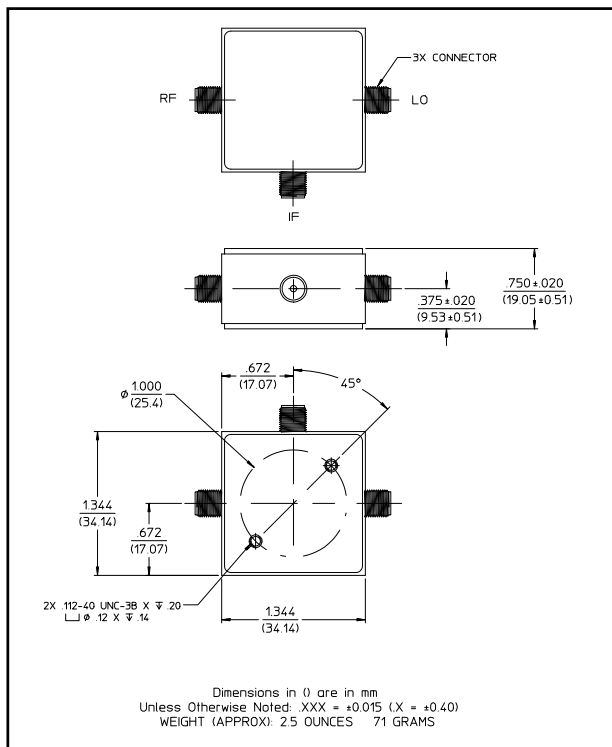 3X CONNECTOR
RF
LO
IF
.750±.020
(19.05±0.51)
.375±.020
(9.53±0.51)
.672
(17.07)
45°
ø 1.000
(25.4)
1.344
(34.14)
.672
(17.07)
2X .112-40 UNC-3B X ↧ .20
⌴ ø .12 X ↧ .14
1.344
(34.14)
Dimensions in () are in mm
Unless Otherwise Noted: .XXX = ±0.015 (.X = ±0.40)
WEIGHT (APPROX): 2.5 OUNCES 71 GRAMS